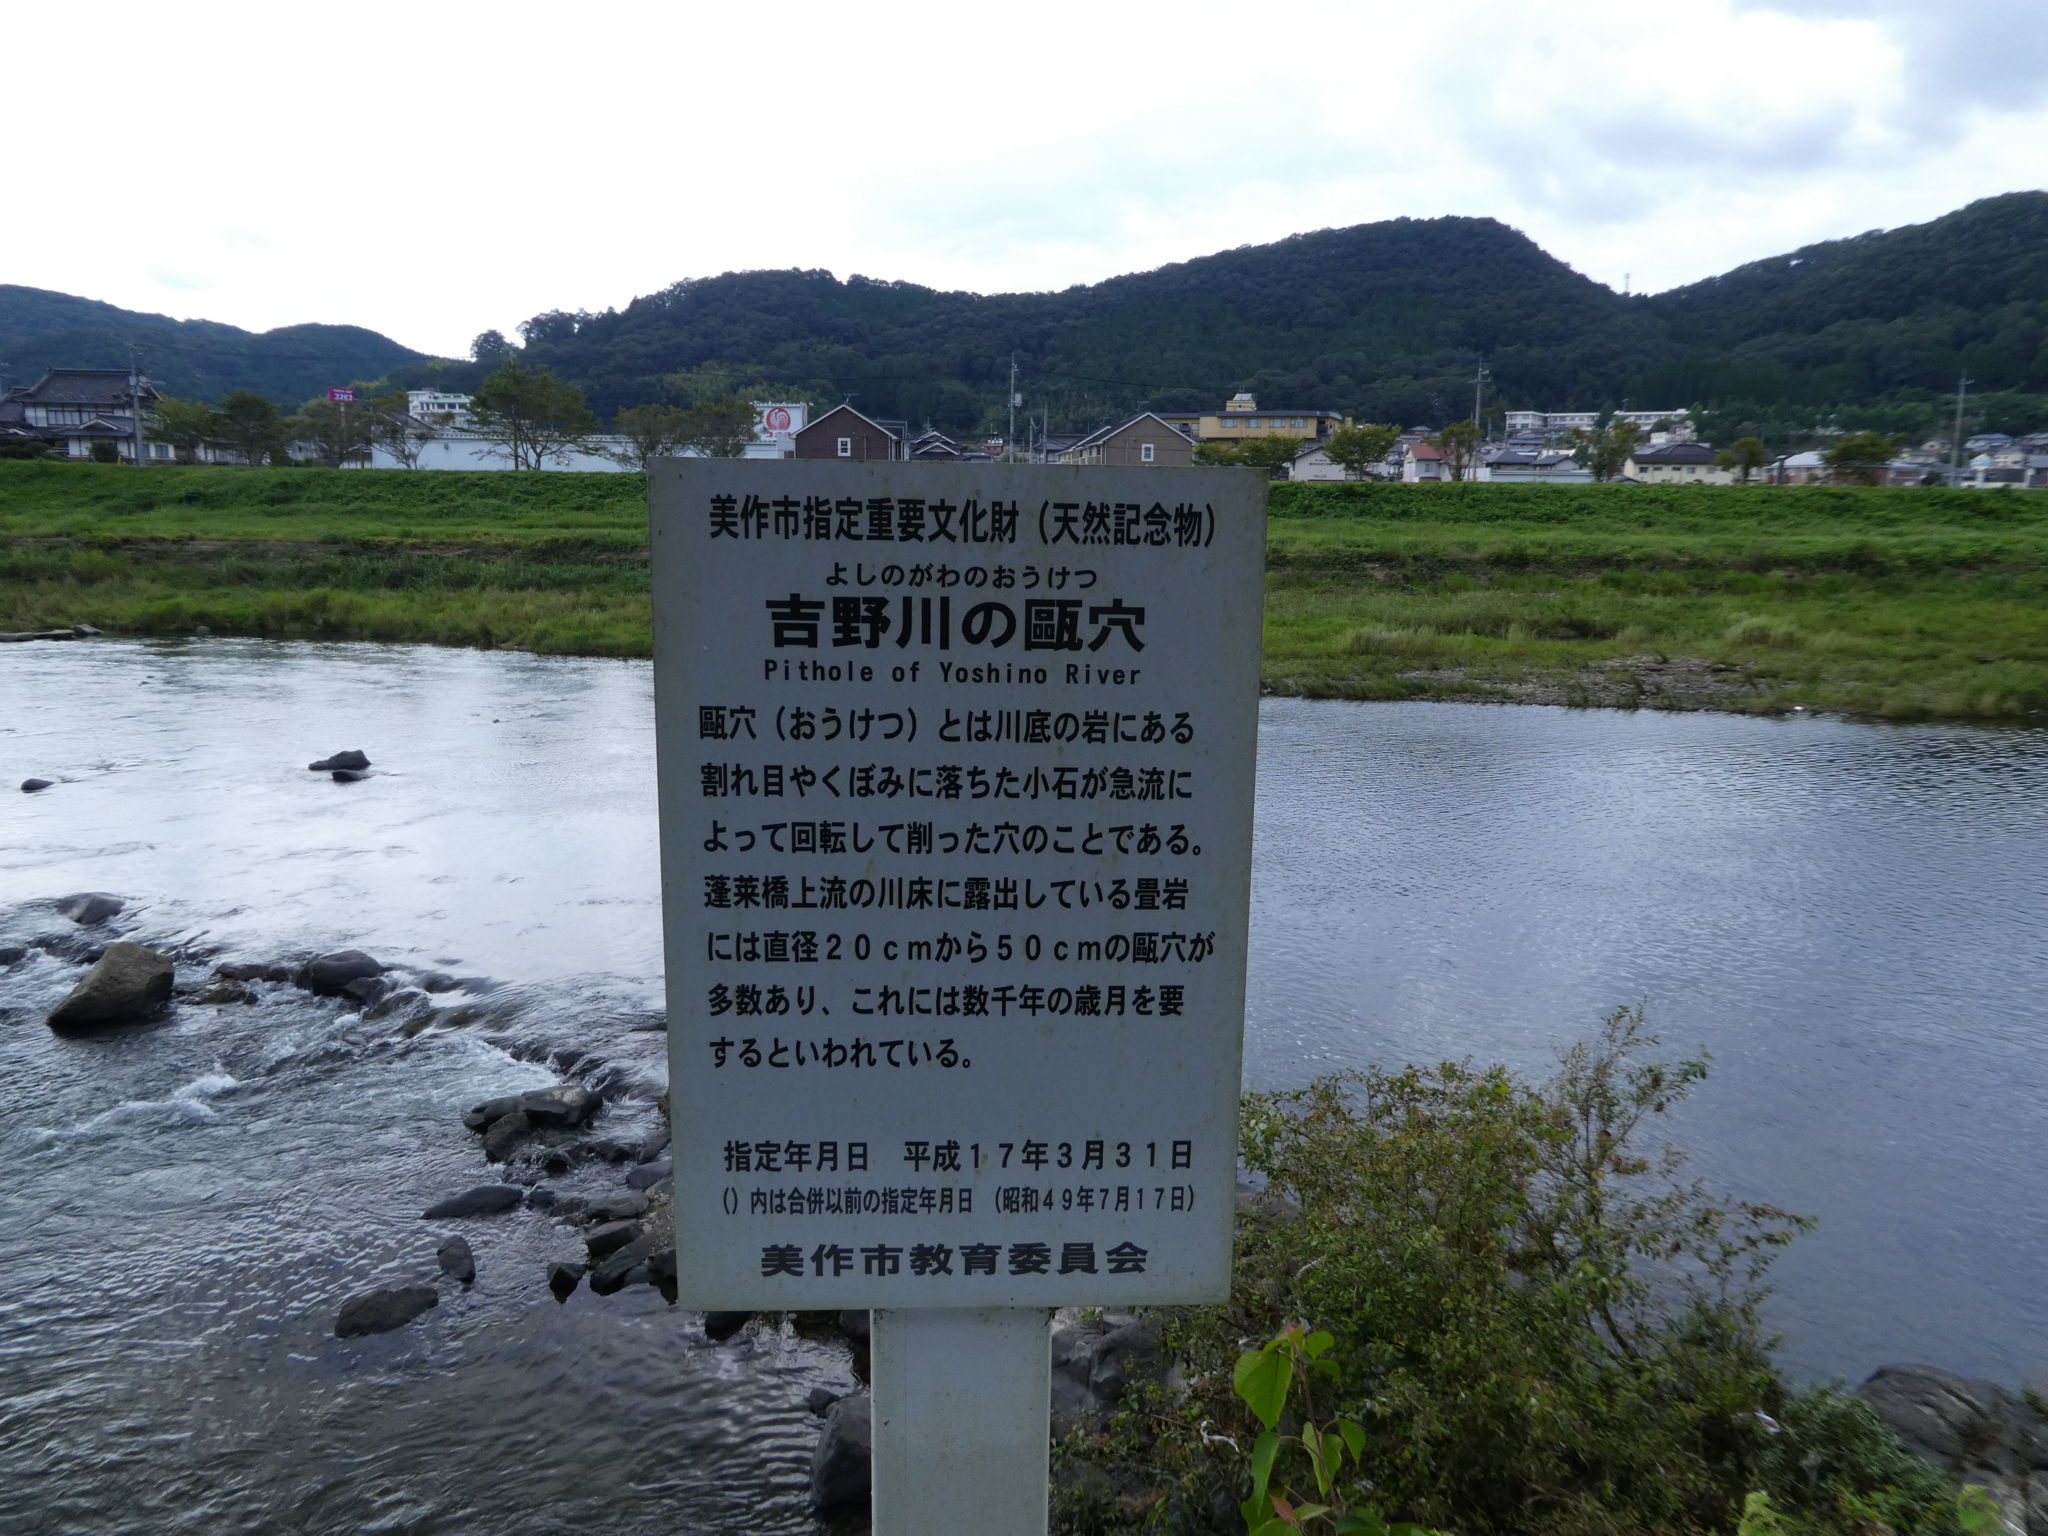 美作市指定重要文化財（天然記念物）
よしのがわのおうけつ
吉野川の甌穴
Pithole of Yoshino River
甌穴（おうけつ）とは川底の岩にある
割れ目やくぼみに落ちた小石が急流に
よって回転して削った穴のことである。
蓬莱橋上流の川床に露出している畳岩
には直径２０ｃｍから５０ｃｍの甌穴が
多数あり、これには数千年の歳月を要
するといわれている。
指定年月日　平成１７年３月３１日
（）内は合併以前の指定年月日　（昭和４９年７月１７日）
美作市教育委員会